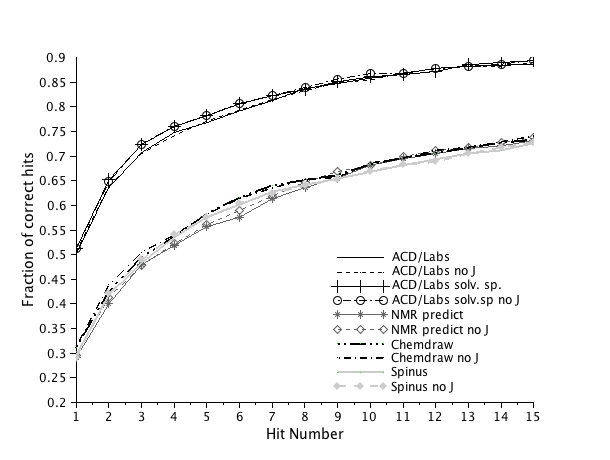 0.9
0.85
0.8
0.75
0.7
0.65
0.6
0.55
0.5
0.45
0.4
0.35
0.3
0.25
0.2
Fraction of correct hits
ACD/Labs
ACD/Labs no J
ACD/Labs solv. sp.
ACD/Labs solv.sp no J
NMR predict
NMR predict no J
Chemdraw
Chemdraw no J
Spinus
Spinus no J
1 2 3 4 5 6 7 8 9 10 11 12 13 14 15
Hit Number